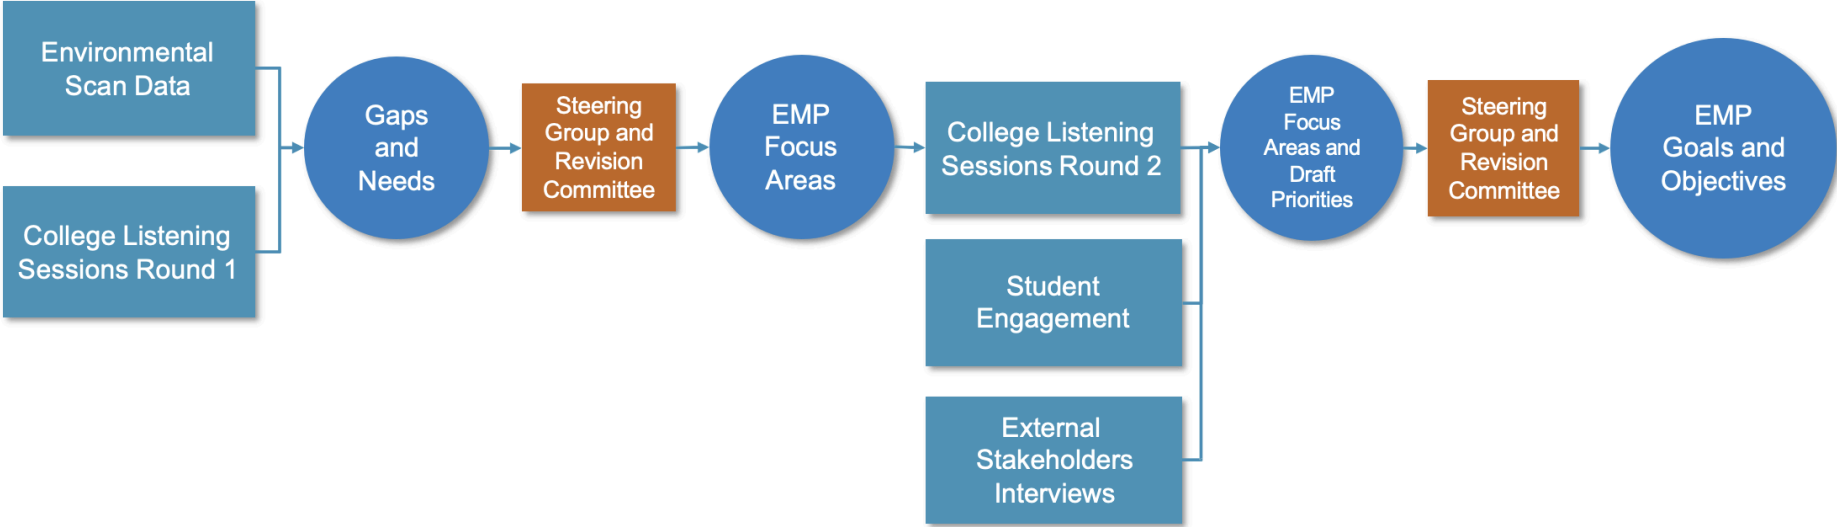 Environmental
Scan Data
College Listening
Sessions Round 1
Gaps
and
Needs
Steering
Group and
Revision
Committee
EMP
Focus
Areas
College Listening
Sessions Round 2
Student
Engagement
External
Stakeholders
Interviews
EMP
Focus
Areas and
Draft
Priorities
Steering
Group and
Revision
Committee
EMP
Goals and
Objectives